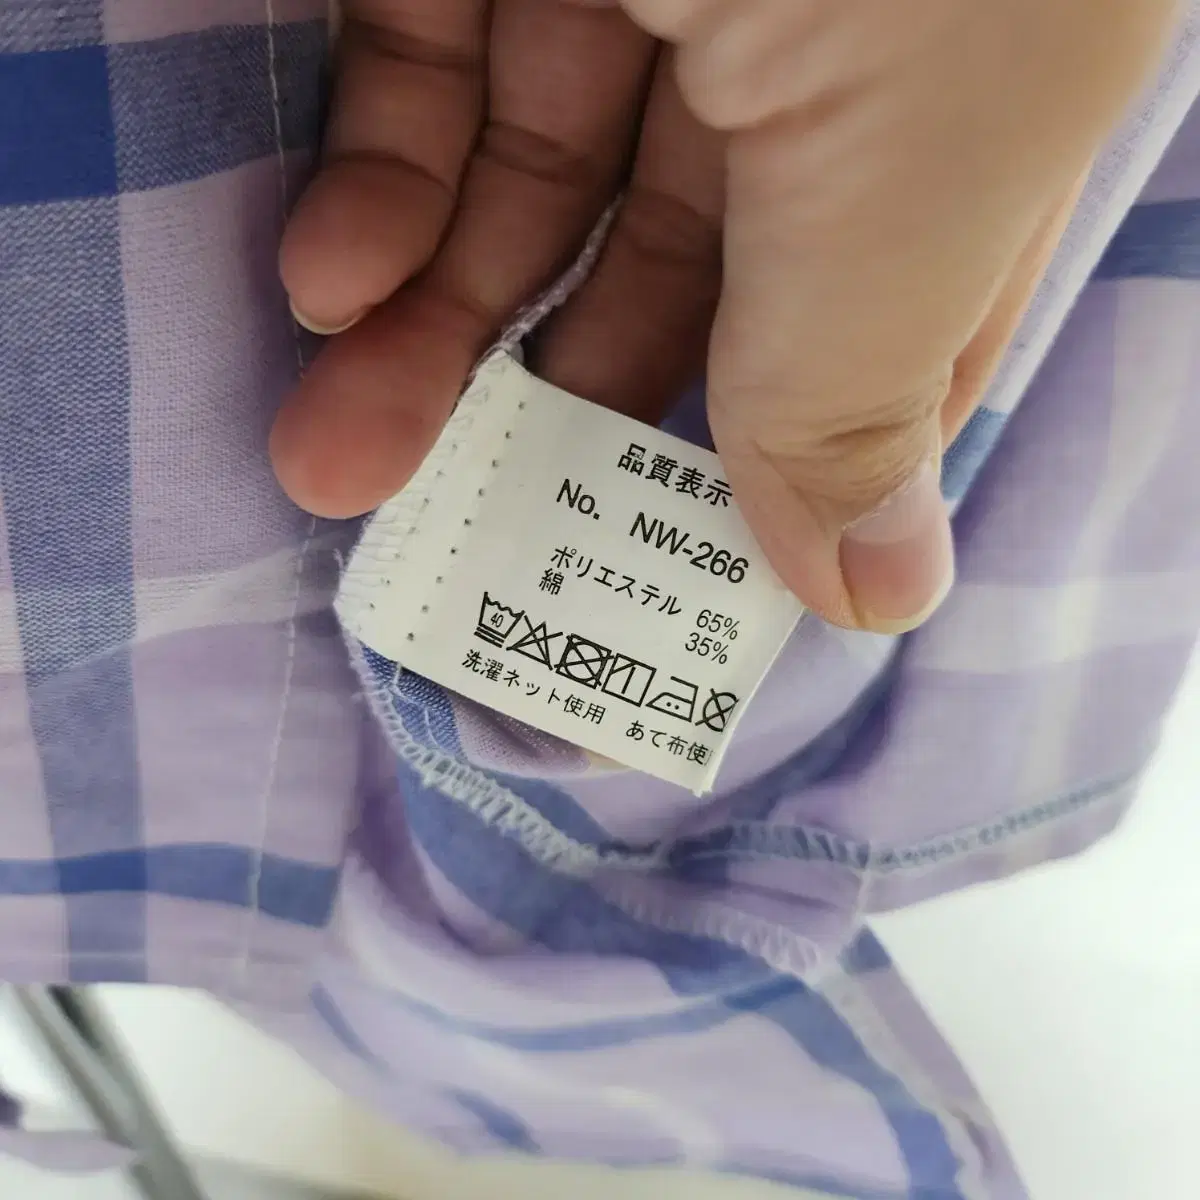 品質表示
No. NW-266
ポリエステル 65%
綿 35%
40
洗濯ネット使用 あて布使